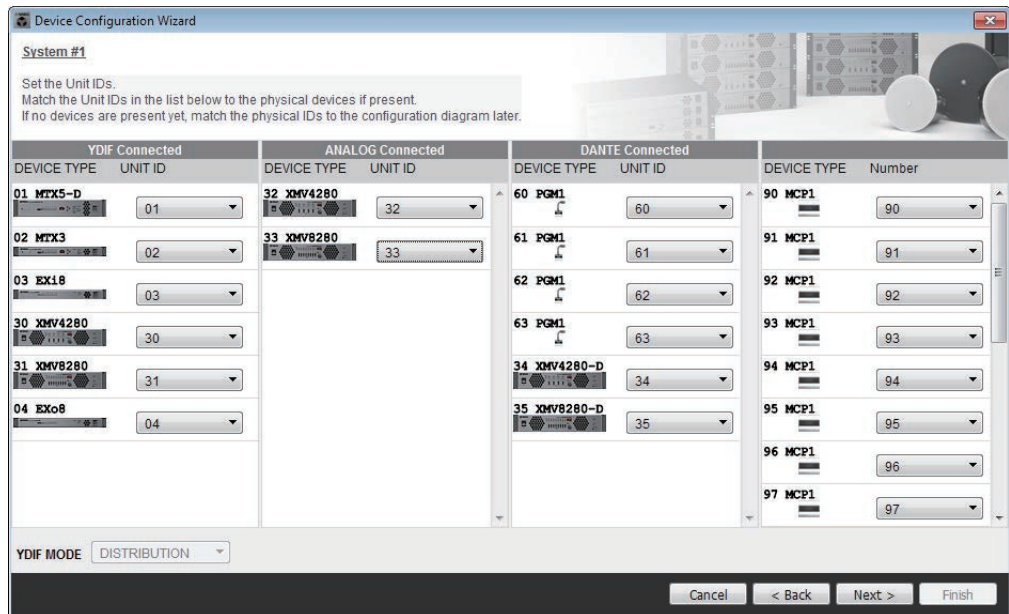 Device Configuration Wizard
System #1
Set the Unit IDs.
Match the Unit IDs in the list below to the physical devices if present.
If no devices are present yet, match the physical IDs to the configuration diagram later.
YDIF Connected
DEVICE TYPE UNIT ID
01 MTX5-D
01
02 MTX3
02
03 EXi8
03
30 XMV4280
30
31 XMV8280
31
04 EXo8
04
ANALOG Connected
DEVICE TYPE UNIT ID
32 XMV4280
32
33 XMV8280
33
DANTE Connected
DEVICE TYPE UNIT ID
60 PGM1
60
61 PGM1
61
62 PGM1
62
63 PGM1
63
34 XMV4280-D
34
35 XMV8280-D
35
DEVICE TYPE Number
90 MCP1
90
91 MCP1
91
92 MCP1
92
93 MCP1
93
94 MCP1
94
95 MCP1
95
96 MCP1
96
97 MCP1
97
YDIF MODE DISTRIBUTION
Cancel < Back Next > Finish